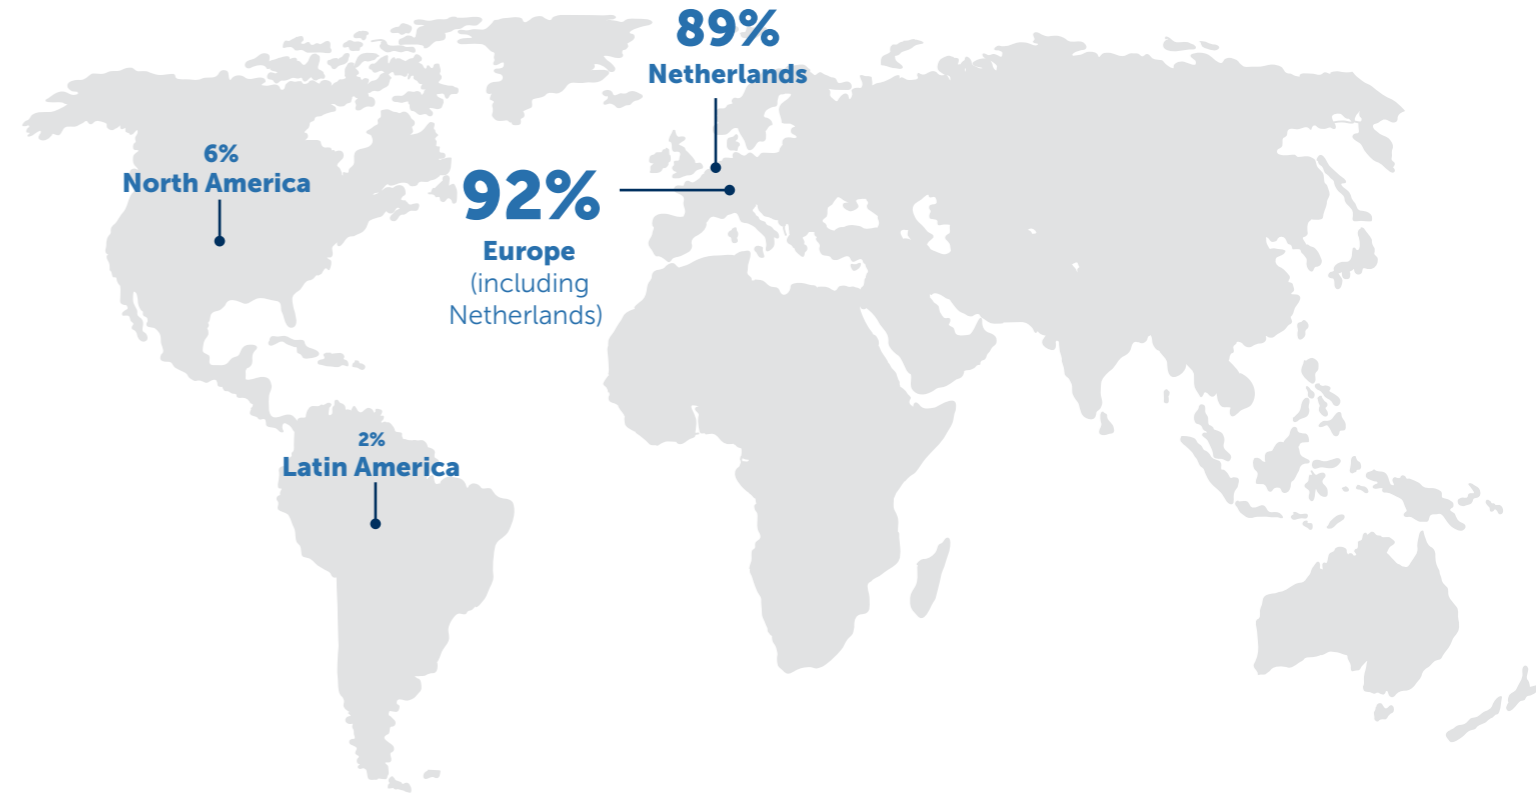 89%
Netherlands
6%
North America
92%
Europe
(including
Netherlands)
2%
Latin America